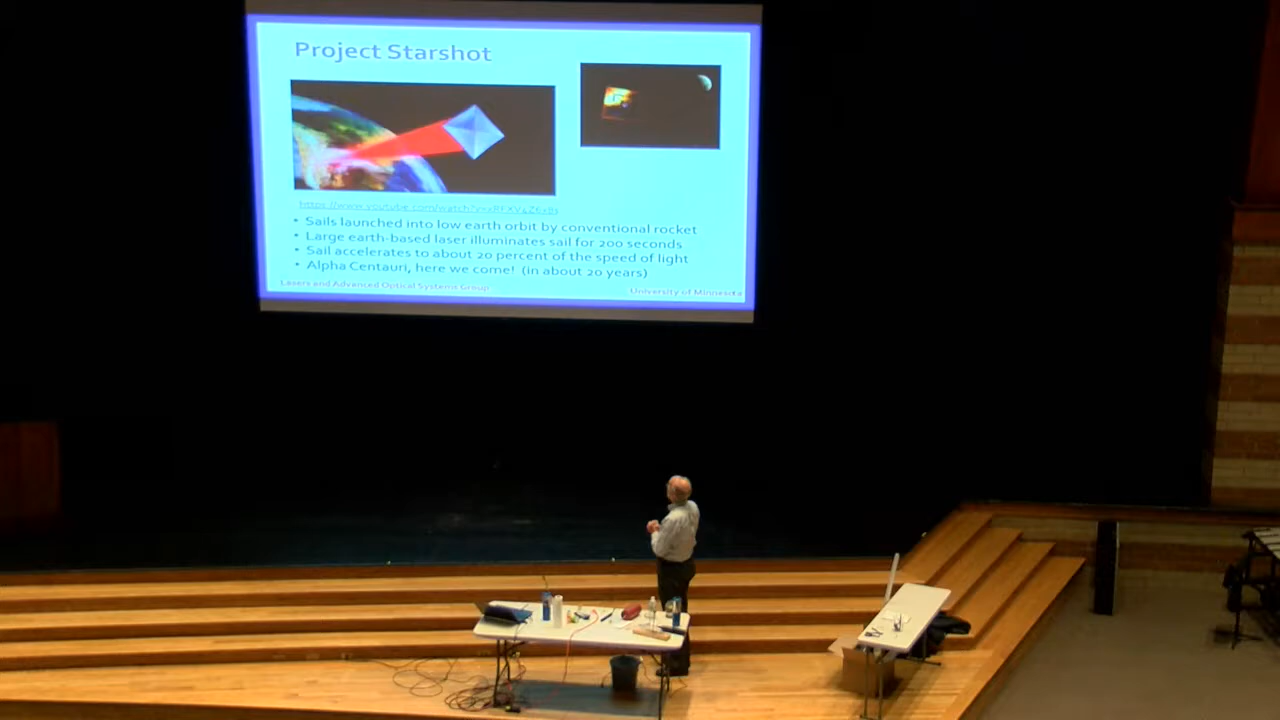 Project Starshot
• Sails launched into low earth orbit by conventional rocket
• Large earth-based laser illuminates sail for 200 seconds
• Sail accelerates to about 20 percent of the speed of light
• Alpha Centauri, here we come! (in about 20 years)
Lasers and Advanced Optical Systems Group
University of Minnesota